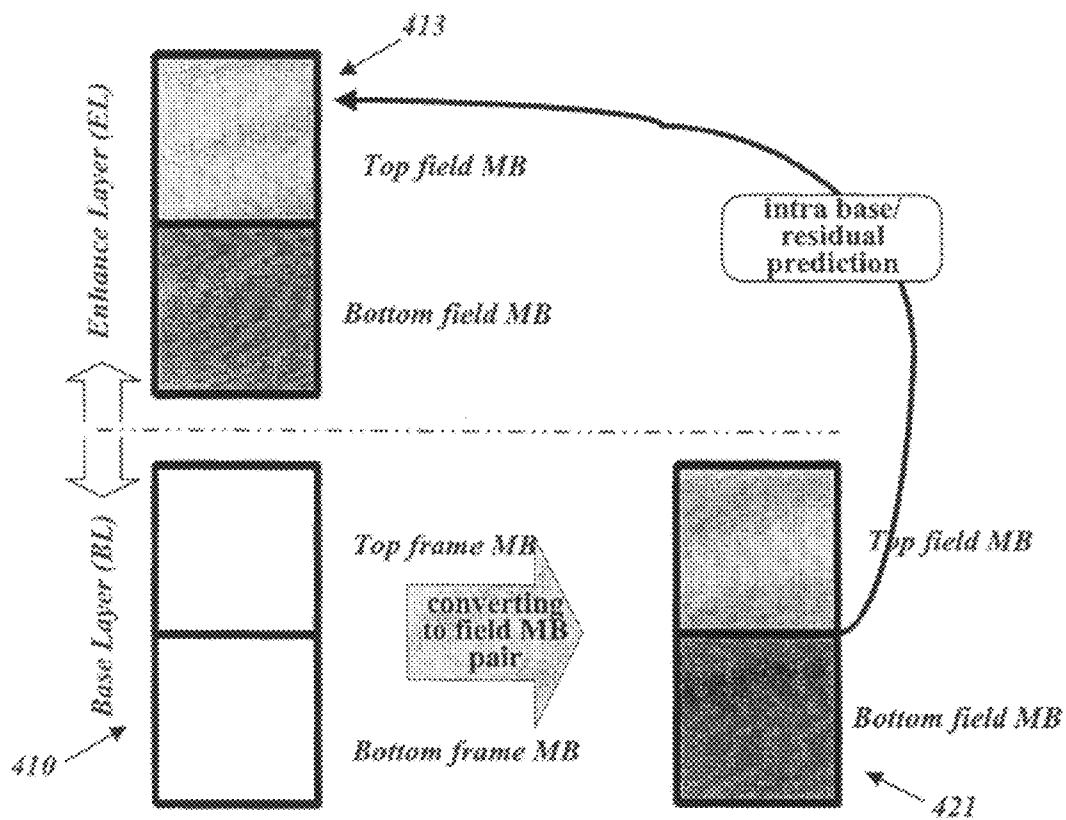 413
Enhance Layer (EL)
Top field MB
intra base/
residual
prediction
Bottom field MB
Base Layer (BL)
Top frame MB
Top field MB
converting
to field MB
pair
Bottom field MB
Bottom frame MB
410
421